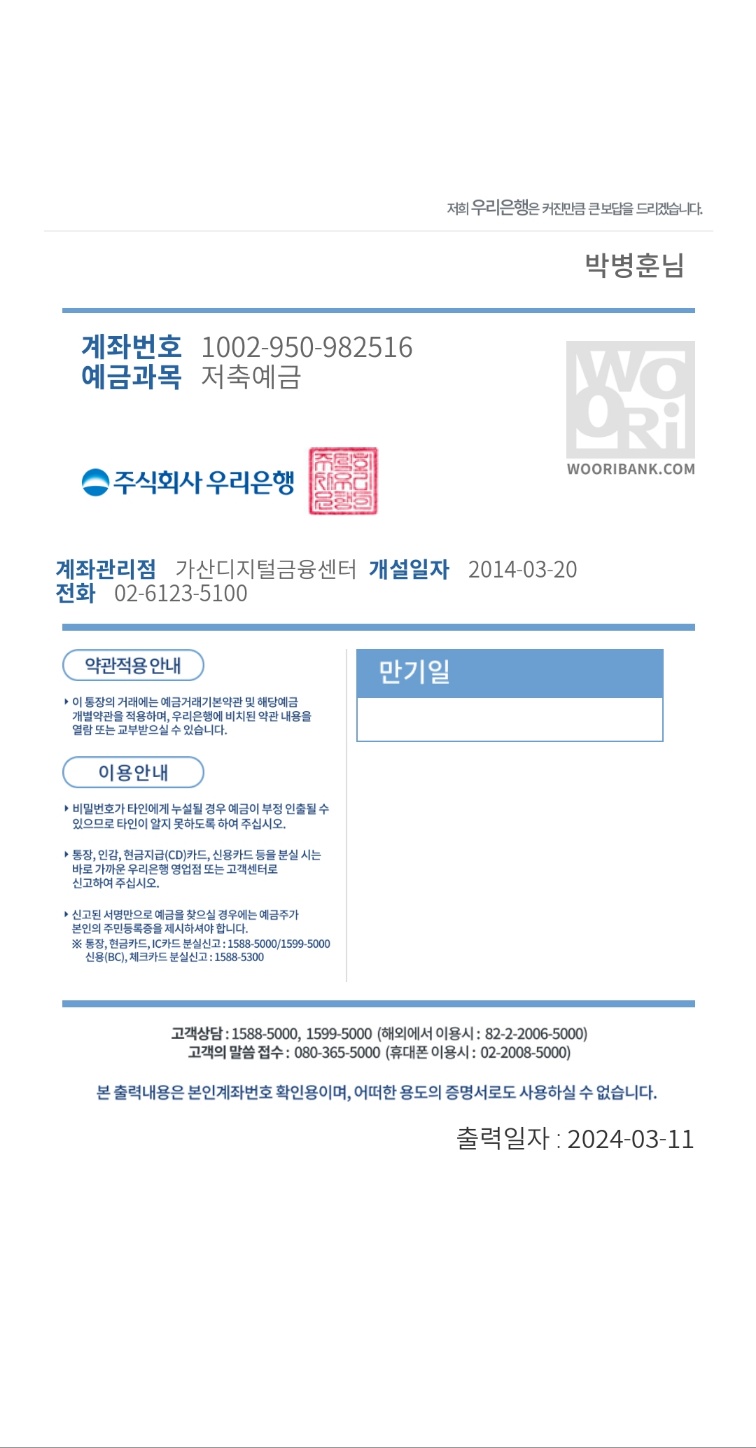 저희 우리은행은 커진만큼 큰 보답을 드리겠습니다.
박병훈님
계좌번호 1002-950-982516
예금과목 저축예금
WOORi
WOORIBANK.COM
주식회사 우리은행
계좌관리점 가산디지털금융센터 개설일자 2014-03-20
전화 02-6123-5100
약관적용 안내
이 통장의 거래에는 예금거래기본약관 및 해당예금
개별약관을 적용하며, 우리은행에 비치된 약관 내용을
열람 또는 교부받으실 수 있습니다.
이용안내
비밀번호가 타인에게 누설될 경우 예금이 부정 인출될 수
있으므로 타인이 알지 못하도록 하여 주십시오.
통장, 인감, 현금지급(CD)카드, 신용카드 등을 분실 시는
바로 가까운 우리은행 영업점 또는 고객센터로
신고하여 주십시오.
신고된 서명만으로 예금을 찾으실 경우에는 예금주가
본인의 주민등록증을 제시하셔야 합니다.
※ 통장, 현금카드, IC카드 분실신고 : 1588-5000/1599-5000
신용(BC), 체크카드 분실신고 : 1588-5300
만기일
고객상담 : 1588-5000, 1599-5000 (해외에서 이용시 : 82-2-2006-5000)
고객의 말씀 접수 : 080-365-5000 (휴대폰 이용시 : 02-2008-5000)
본 출력내용은 본인계좌번호 확인용이며, 어떠한 용도의 증명서로도 사용하실 수 없습니다.
출력일자 : 2024-03-11